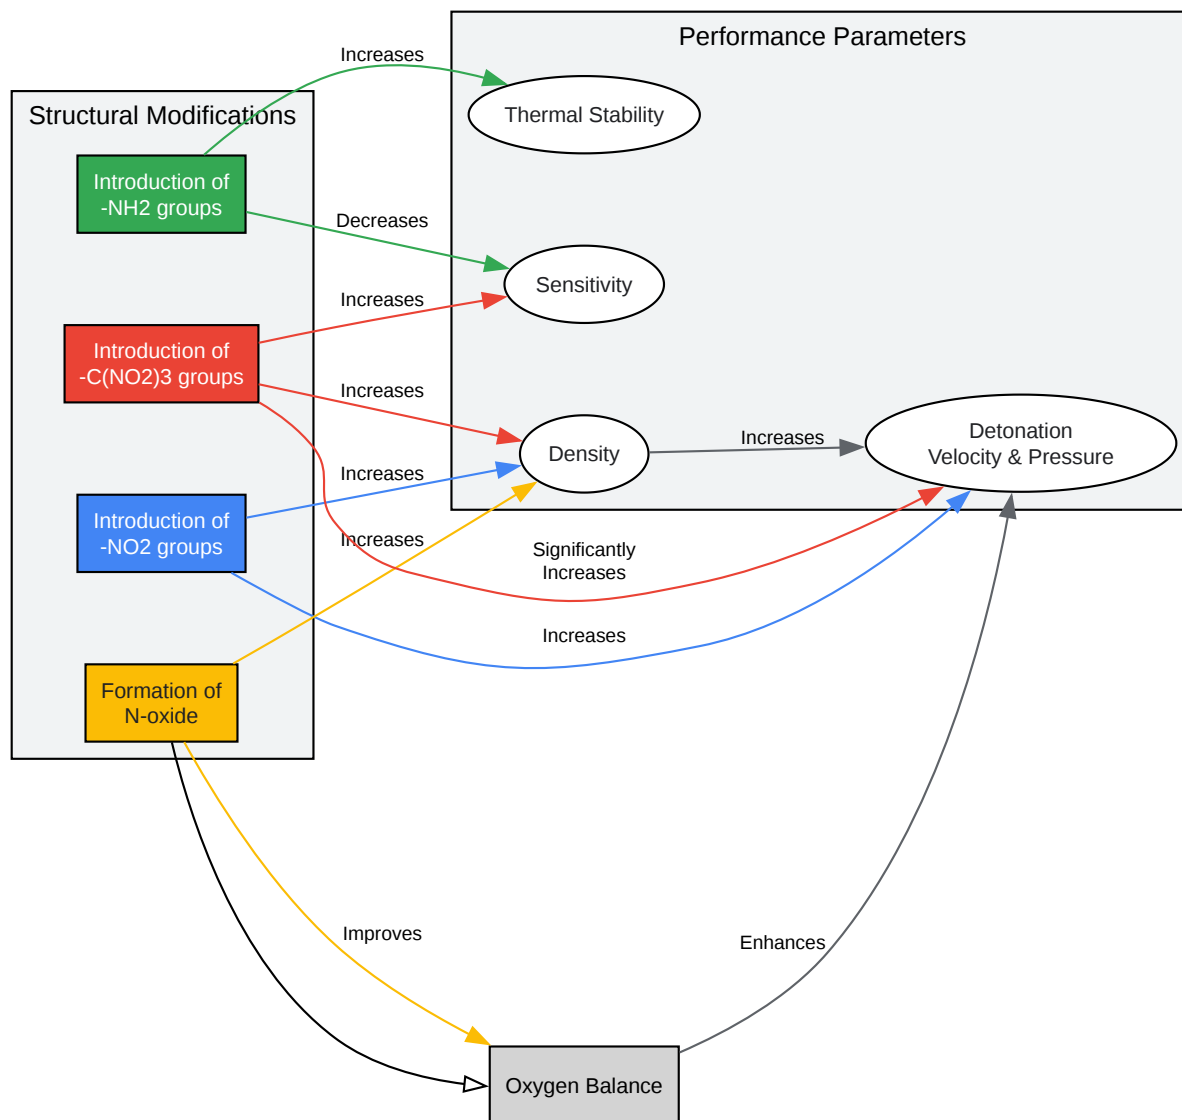 Performance Parameters
Increases
Thermal Stability
Structural Modifications
Introduction of
-NH2 groups
Decreases
Sensitivity
Increases
Introduction of
-C(NO2)3 groups
Increases
Density
Increases
Detonation
Velocity & Pressure
Increases
Introduction of
-NO2 groups
Increases
Significantly
Increases
Increases
Formation of
N-oxide
Improves
Enhances
Oxygen Balance